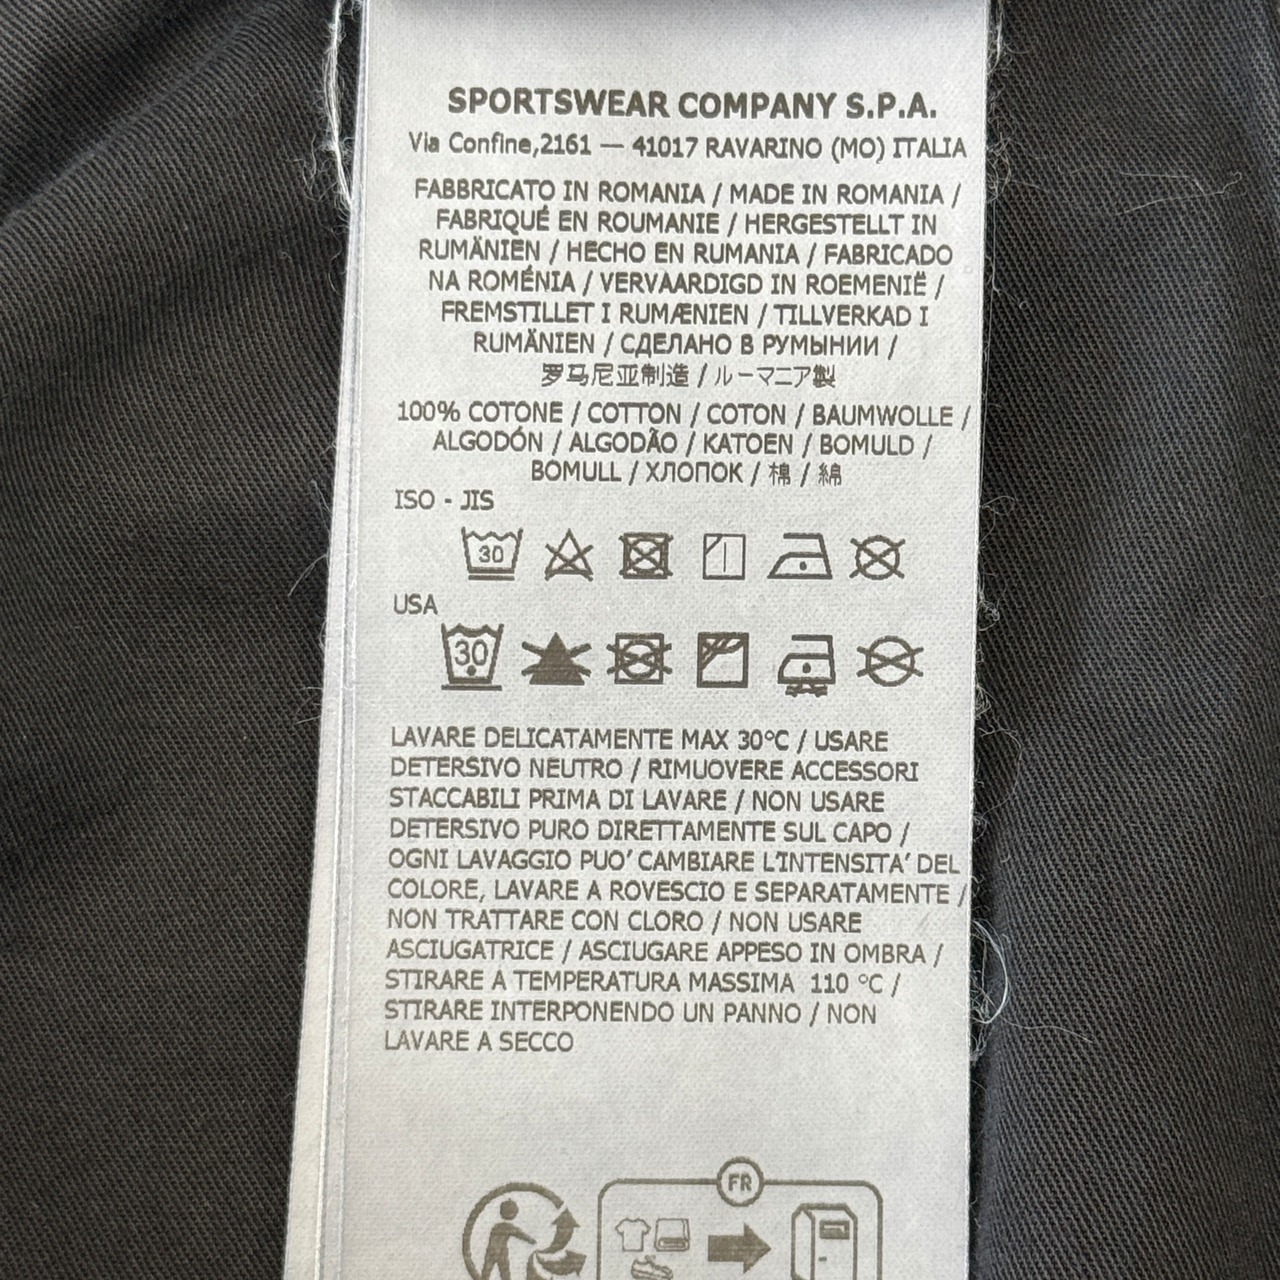 SPORTSWEAR COMPANY S.P.A.
Via Confine,2161 — 41017 RAVARINO (MO) ITALIA
FABBRICATO IN ROMANIA / MADE IN ROMANIA /
FABRIQUÉ EN ROUMANIE / HERGESTELLT IN
RUMÄNIEN / HECHO EN RUMANIA / FABRICADO
NA ROMÉNIA / VERVAARDIGD IN ROEMENIË /
FREMSTILLET I RUMÆNIEN / TILLVERKAD I
RUMÄNIEN / СДЕЛАНО В РУМЫНИИ /
罗马尼亚制造 / ルーマニア製
100% COTONE / COTTON / COTON / BAUMWOLLE /
ALGODÓN / ALGODÃO / KATOEN / BOMULD /
BOMULL / ХЛОПОК / 棉 / 綿
ISO - JIS
30
USA
30
LAVARE DELICATAMENTE MAX 30°C / USARE
DETERSIVO NEUTRO / RIMUOVERE ACCESSORI
STACCABILI PRIMA DI LAVARE / NON USARE
DETERSIVO PURO DIRETTAMENTE SUL CAPO /
OGNI LAVAGGIO PUO' CAMBIARE L'INTENSITA' DEL
COLORE, LAVARE A ROVESCIO E SEPARATAMENTE /
NON TRATTARE CON CLORO / NON USARE
ASCIUGATRICE / ASCIUGARE APPESO IN OMBRA /
STIRARE A TEMPERATURA MASSIMA 110 °C /
STIRARE INTERPONENDO UN PANNO / NON
LAVARE A SECCO
FR